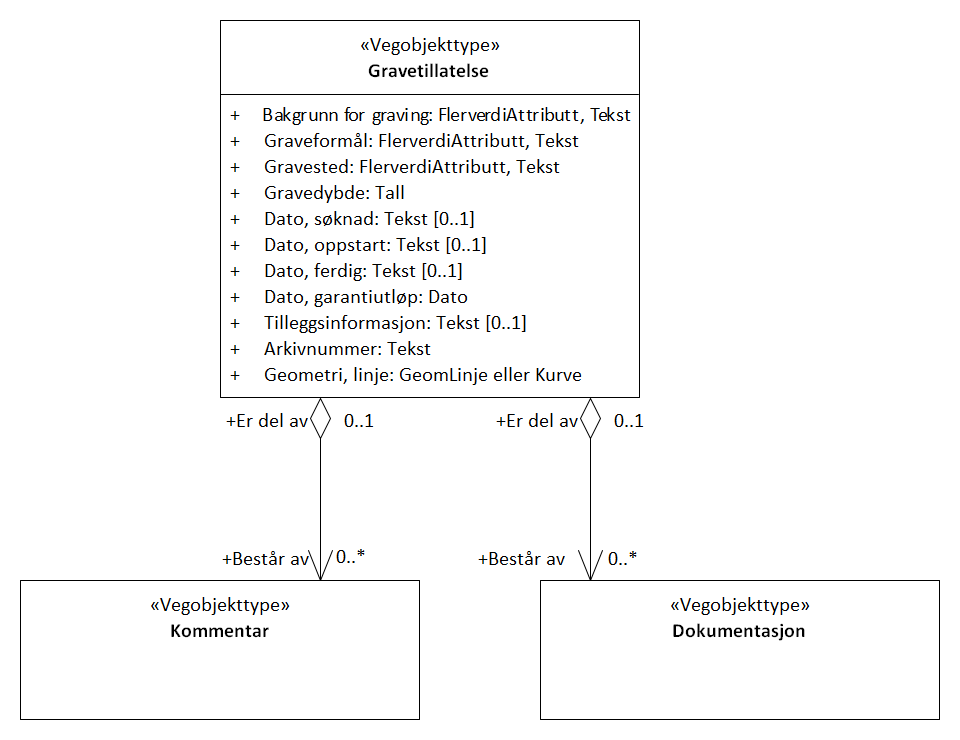 «Vegobjekttype»
Gravetillatelse
+ Bakgrunn for graving: FlerverdiAttributt, Tekst
+ Graveformål: FlerverdiAttributt, Tekst
+ Gravested: FlerverdiAttributt, Tekst
+ Gravedybde: Tall
+ Dato, søknad: Tekst [0..1]
+ Dato, oppstart: Tekst [0..1]
+ Dato, ferdig: Tekst [0..1]
+ Dato, garantiutløp: Dato
+ Tilleggsinformasjon: Tekst [0..1]
+ Arkivnummer: Tekst
+ Geometri, linje: GeomLinje eller Kurve
+Er del av 0..1 +Er del av 0..1
+Består av 0..* +Består av 0..*
«Vegobjekttype» «Vegobjekttype»
Kommentar Dokumentasjon